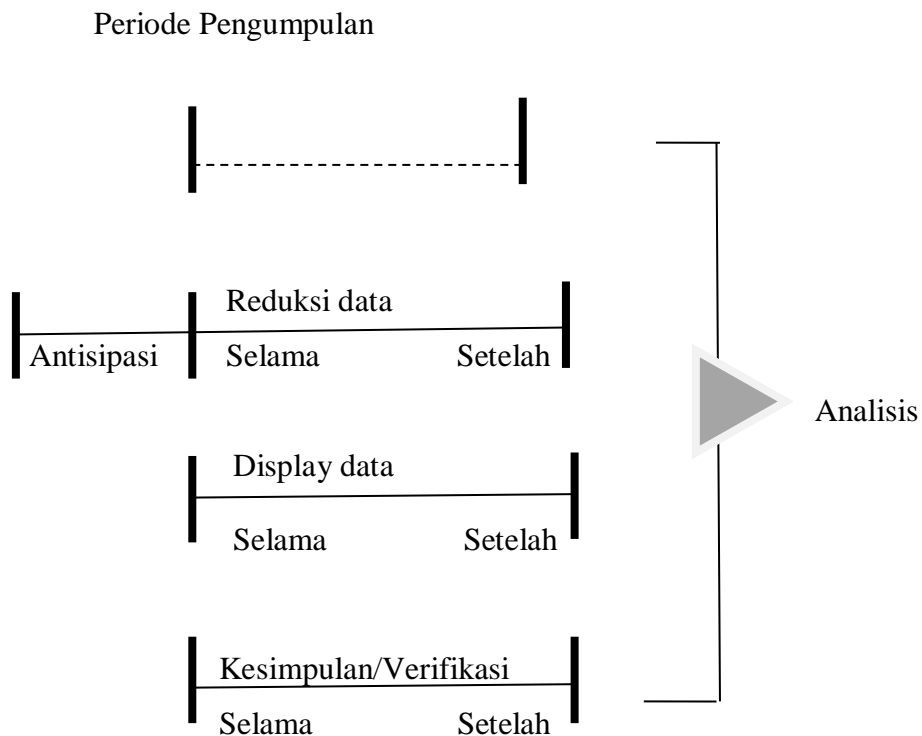 Periode Pengumpulan
Reduksi data
Antisipasi Selama Setelah
Analisis
Display data
Selama Setelah
Kesimpulan/Verifikasi
Selama Setelah